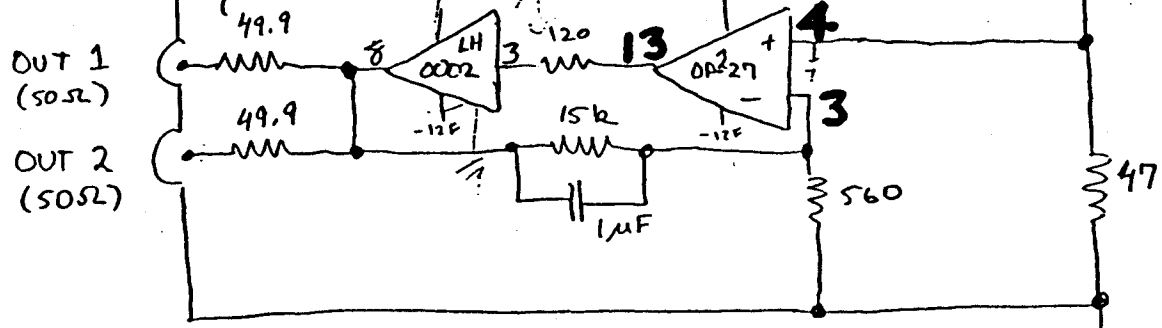 49.9
OUT 1
(50Ω)
8
LH
0002
3
120
13
OP227
+
-
4
7
3
-12F
-12F
49.9
OUT 2
(50Ω)
15k
1μF
560
47